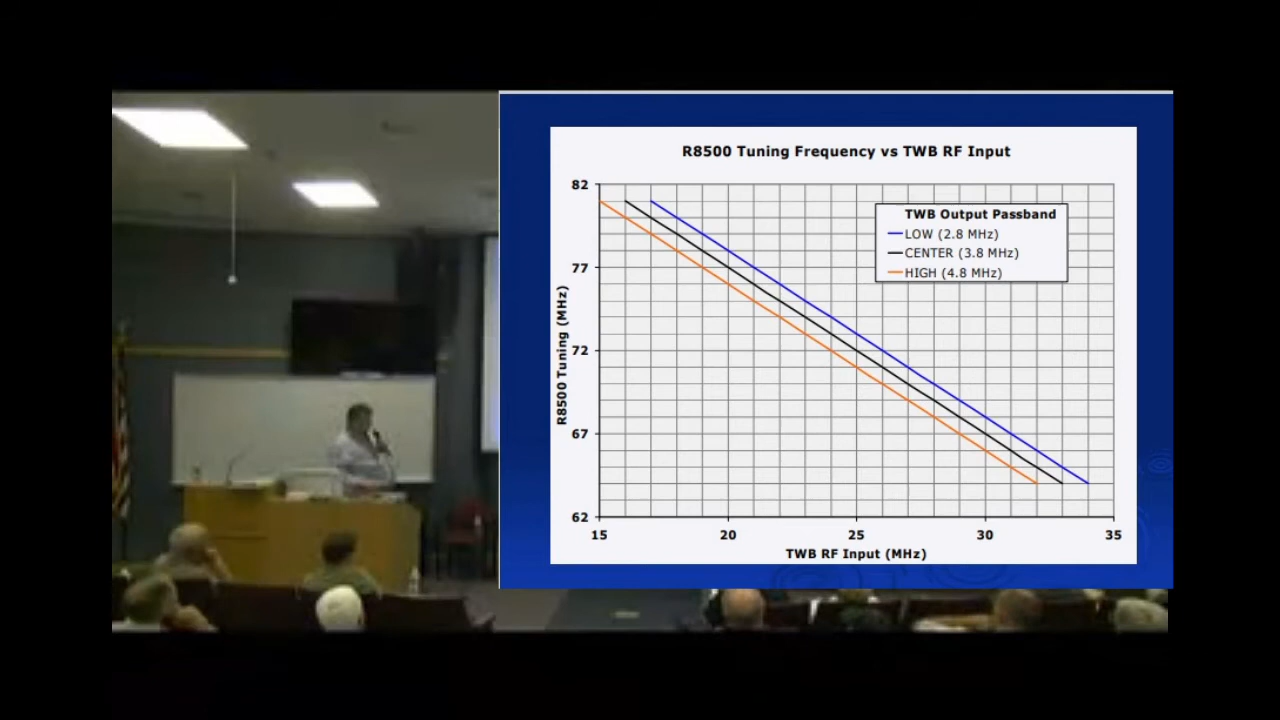 R8500 Tuning Frequency vs TWB RF Input
82
77
72
67
62
R8500 Tuning (MHz)
TWB Output Passband
LOW (2.8 MHz)
CENTER (3.8 MHz)
HIGH (4.8 MHz)
15 20 25 30 35
TWB RF Input (MHz)